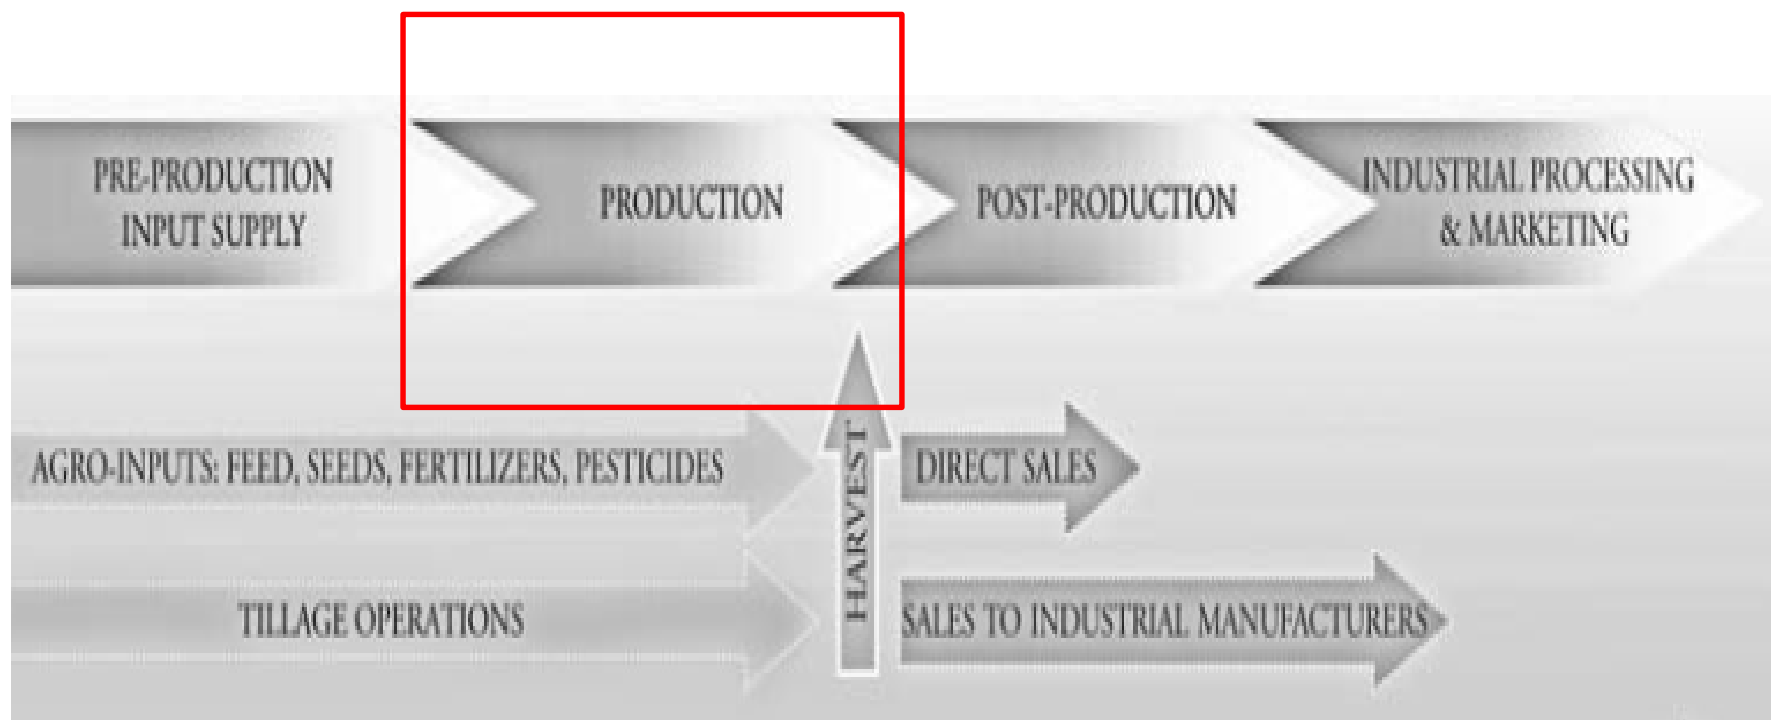 PRE-PRODUCTION
INPUT SUPPLY
PRODUCTION
POST-PRODUCTION
INDUSTRIAL PROCESSING
& MARKETING
AGRO-INPUTS: FEED, SEEDS, FERTILIZERS, PESTICIDES
HARVEST
DIRECT SALES
TILLAGE OPERATIONS
SALES TO INDUSTRIAL MANUFACTURERS